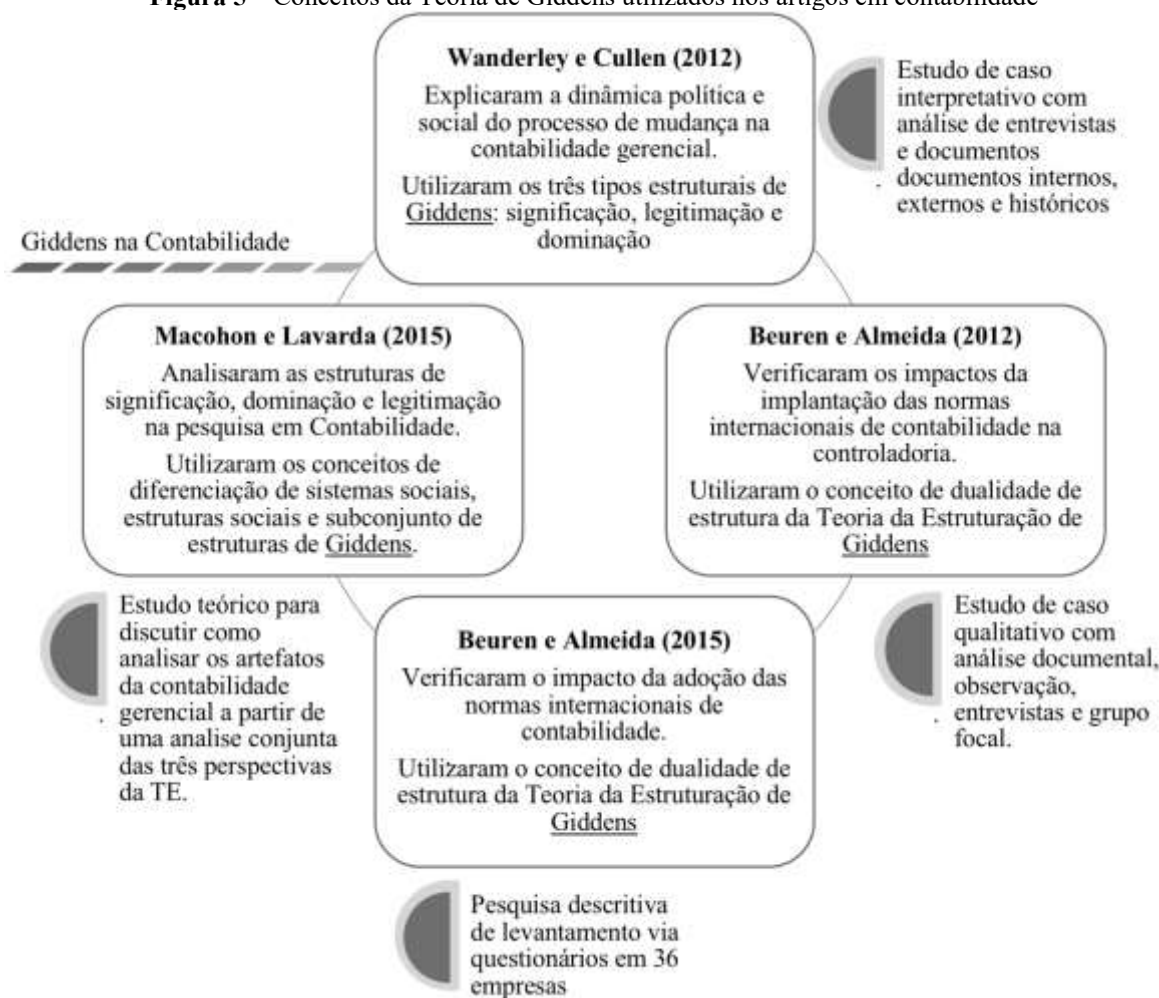 Figura 3 – Conceitos da Teoria de Giddens utilizados nos artigos em contabilidade
Wanderley e Cullen (2012)
Explicaram a dinâmica política e
social do processo de mudança na
contabilidade gerencial.
Utilizaram os três tipos estruturais de
Giddens: significação, legitimação e
dominação
Estudo de caso
interpretativo com
análise de entrevistas
e documentos
documentos internos,
externos e históricos
Giddens na Contabilidade
Macohon e Lavarda (2015)
Analisaram as estruturas de
significação, dominação e legitimação
na pesquisa em Contabilidade.
Utilizaram os conceitos de
diferenciação de sistemas sociais,
estruturas sociais e subconjunto de
estruturas de Giddens.
Beuren e Almeida (2012)
Verificaram os impactos da
implantação das normas
internacionais de contabilidade na
controladoria.
Utilizaram o conceito de dualidade de
estrutura da Teoria da Estruturação de
Giddens
Estudo teórico para
discutir como
analisar os artefatos
da contabilidade
gerencial a partir de
uma analise conjunta
das três perspectivas
da TE.
Beuren e Almeida (2015)
Verificaram o impacto da adoção das
normas internacionais de
contabilidade.
Utilizaram o conceito de dualidade de
estrutura da Teoria da Estruturação de
Giddens
Estudo de caso
qualitativo com
análise documental,
observação,
entrevistas e grupo
focal.
Pesquisa descritiva
de levantamento via
questionários em 36
empresas